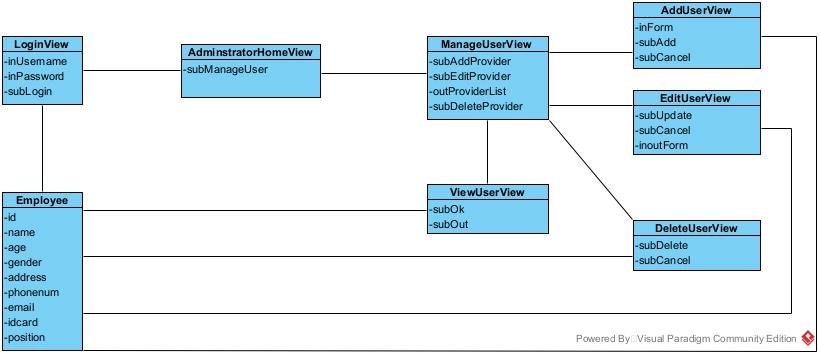 LoginView
-inUsername
-inPassword
-subLogin
AdminstratorHomeView
-subManageUser
ManageUserView
-subAddProvider
-subEditProvider
-outProviderList
-subDeleteProvider
AddUserView
-inForm
-subAdd
-subCancel
EditUserView
-subUpdate
-subCancel
-inoutForm
ViewUserView
-subOk
-subOut
DeleteUserView
-subDelete
-subCancel
Employee
-id
-name
-age
-gender
-address
-phonenum
-email
-idcard
-position
Powered By Visual Paradigm Community Edition